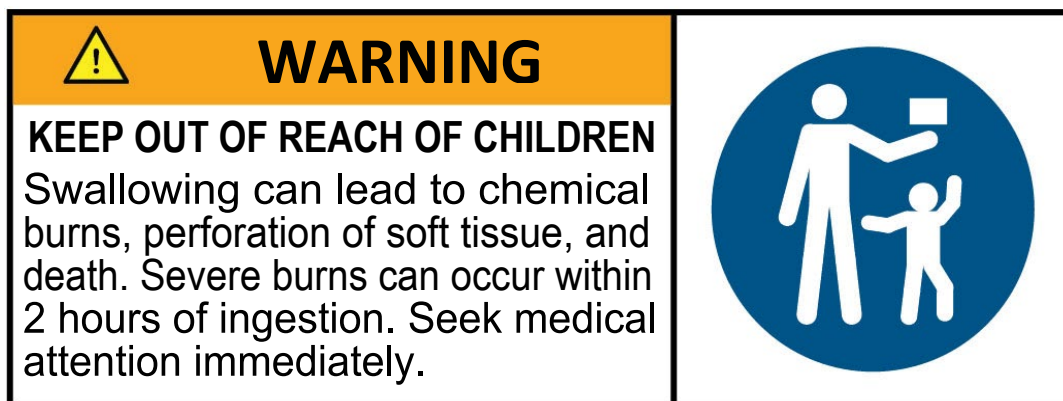 WARNING
KEEP OUT OF REACH OF CHILDREN
Swallowing can lead to chemical
burns, perforation of soft tissue, and
death. Severe burns can occur within
2 hours of ingestion. Seek medical
attention immediately.